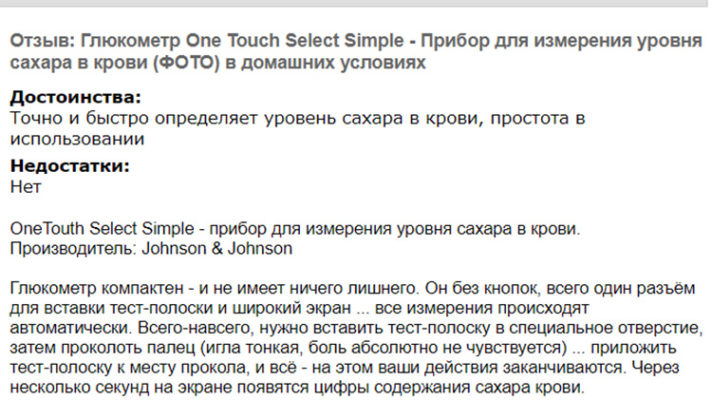 Отзыв: Глюкометр One Touch Select Simple - Прибор для измерения уровня
сахара в крови (ФОТО) в домашних условиях
Достоинства:
Точно и быстро определяет уровень сахара в крови, простота в
использовании
Недостатки:
Нет
OneTouth Select Simple - прибор для измерения уровня сахара в крови.
Производитель: Johnson & Johnson
Глюкометр компактен - и не имеет ничего лишнего. Он без кнопок, всего один разъём
для вставки тест-полоски и широкий экран ... все измерения происходят
автоматически. Всего-навсего, нужно вставить тест-полоску в специальное отверстие,
затем проколоть палец (игла тонкая, боль абсолютно не чувствуется) ... приложить
тест-полоску к месту прокола, и всё - на этом ваши действия заканчиваются. Через
несколько секунд на экране появятся цифры содержания сахара крови.